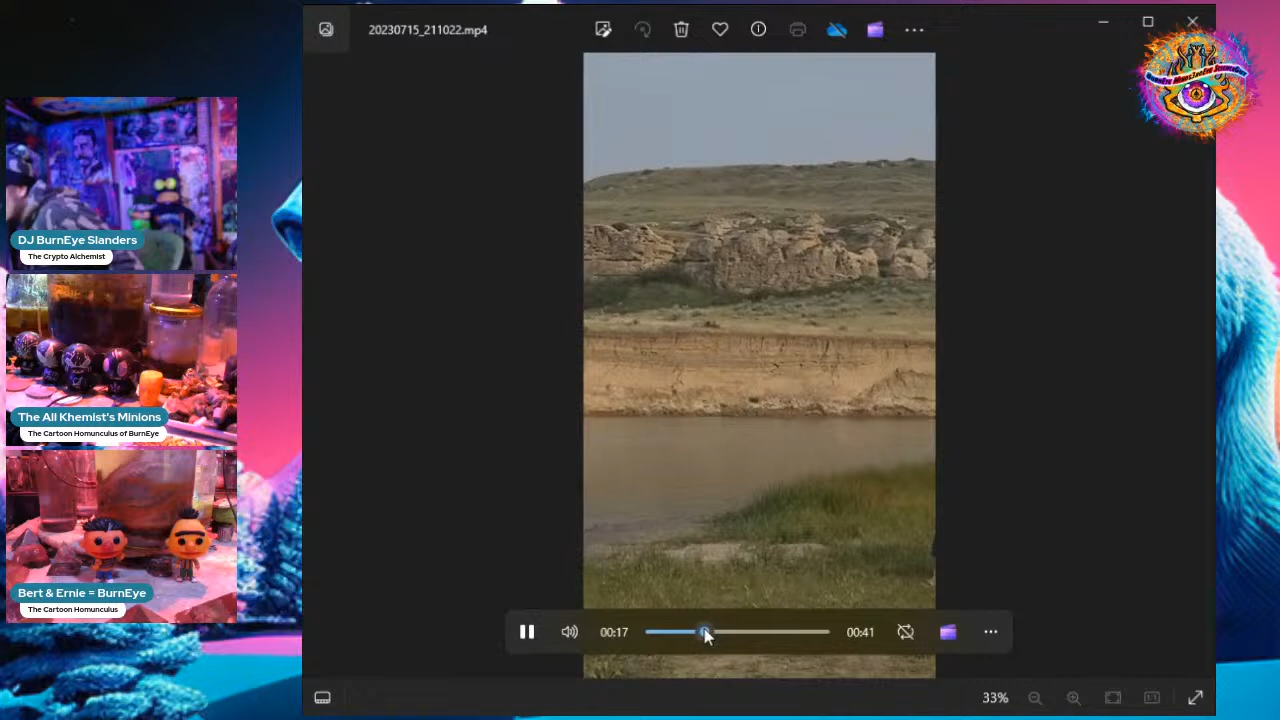 20230715_211022.mp4
DJ BurnEye Slanders
The Crypto Alchemist
The All Khemist's Minions
The Cartoon Homunculus of BurnEye
Bert & Ernie = BurnEye
The Cartoon Homunculus
00:17
00:41
33%